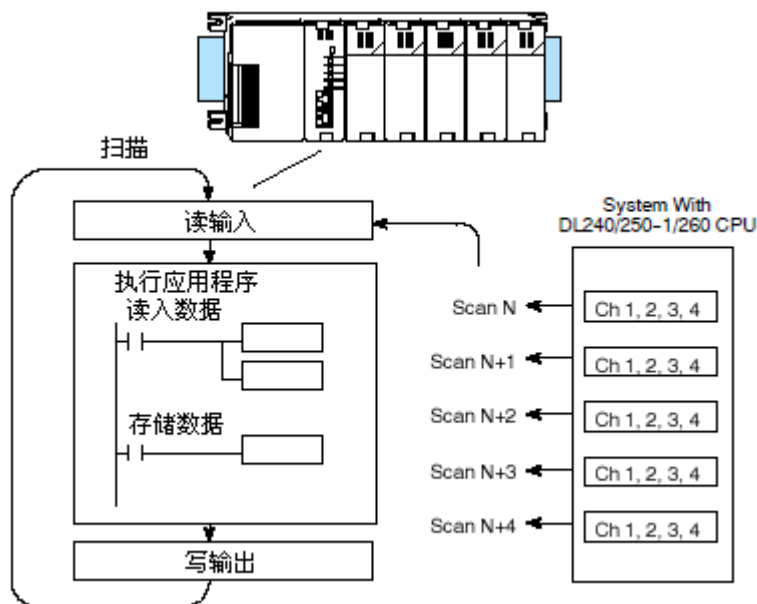 扫描
读输入
执行应用程序
读入数据
存储数据
写输出
System With
DL240/250-1/260 CPU
Scan N
Ch 1, 2, 3, 4
Scan N+1
Ch 1, 2, 3, 4
Scan N+2
Ch 1, 2, 3, 4
Scan N+3
Ch 1, 2, 3, 4
Scan N+4
Ch 1, 2, 3, 4